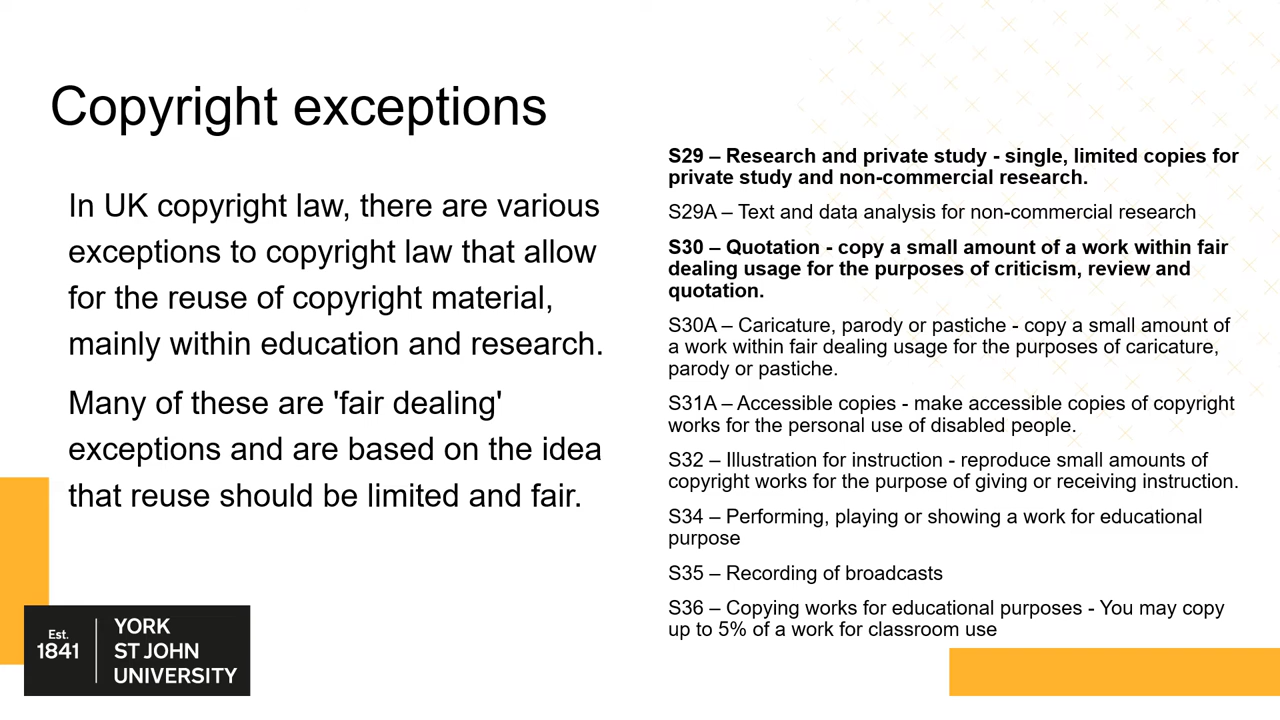 Copyright exceptions
In UK copyright law, there are various
exceptions to copyright law that allow
for the reuse of copyright material,
mainly within education and research.
Many of these are 'fair dealing'
exceptions and are based on the idea
that reuse should be limited and fair.
S29 – Research and private study - single, limited copies for
private study and non-commercial research.
S29A – Text and data analysis for non-commercial research
S30 – Quotation - copy a small amount of a work within fair
dealing usage for the purposes of criticism, review and
quotation.
S30A – Caricature, parody or pastiche - copy a small amount of
a work within fair dealing usage for the purposes of caricature,
parody or pastiche.
S31A – Accessible copies - make accessible copies of copyright
works for the personal use of disabled people.
S32 – Illustration for instruction - reproduce small amounts of
copyright works for the purpose of giving or receiving instruction.
S34 – Performing, playing or showing a work for educational
purpose
S35 – Recording of broadcasts
S36 – Copying works for educational purposes - You may copy
up to 5% of a work for classroom use
Est.
1841
YORK
ST JOHN
UNIVERSITY